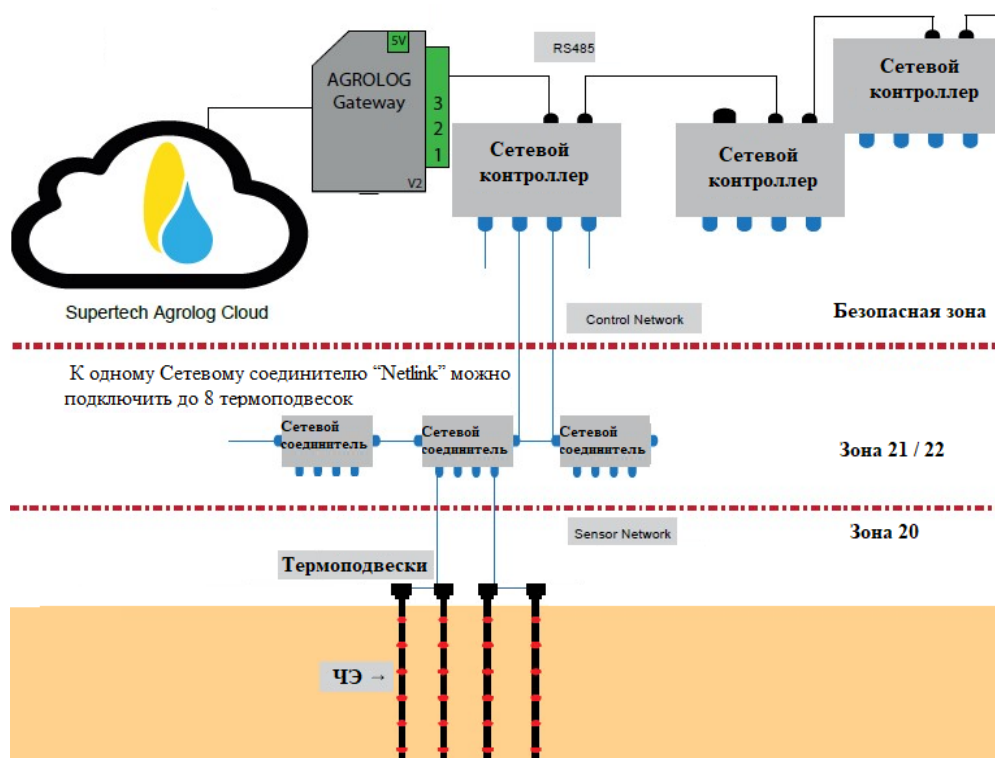 5V
AGROLOG
Gateway
3
2
1
V2
RS485
Сетевой
контроллер
Сетевой
контроллер
Сетевой
контроллер
Supertech Agrolog Cloud
Control Network
Безопасная зона
К одному Сетевому соединителю “Netlink” можно
подключить до 8 термоподвесок
Сетевой
соединитель
Сетевой
соединитель
Сетевой
соединитель
Зона 21 / 22
Sensor Network
Зона 20
Термоподвески
ЧЭ →